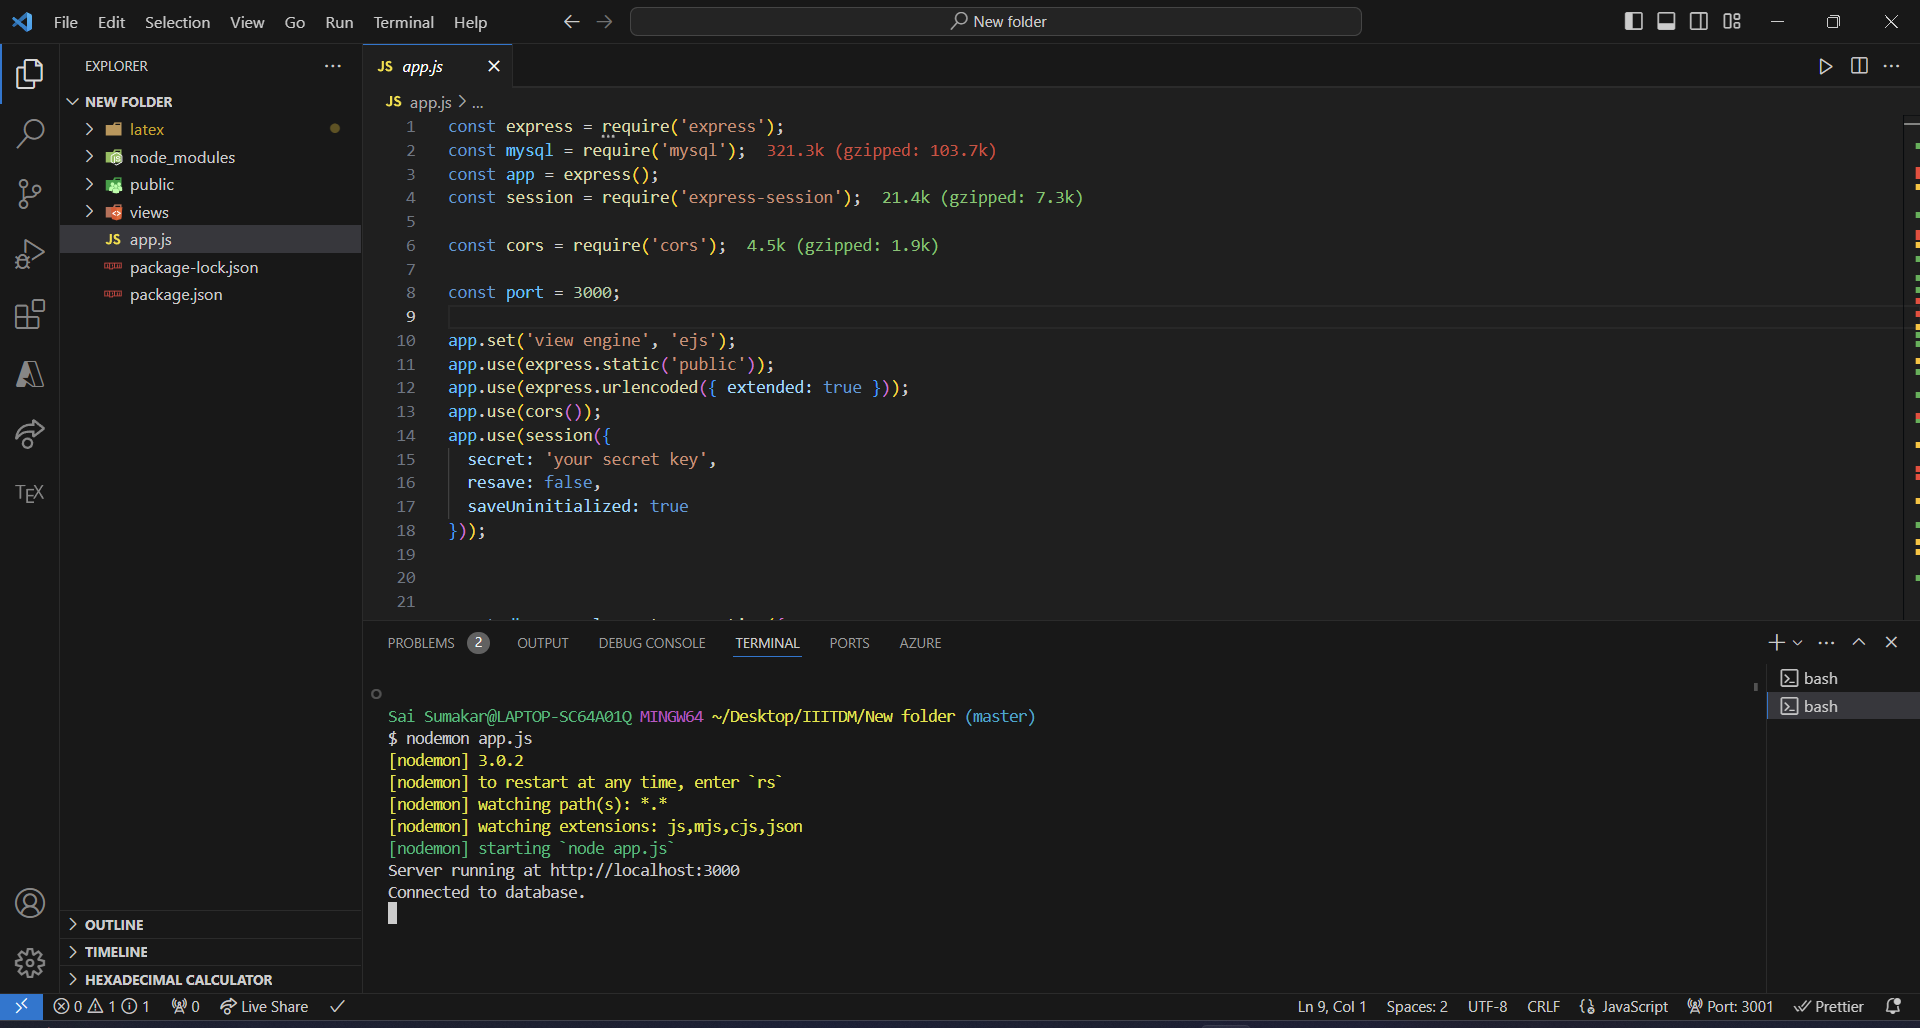 File Edit Selection View Go Run Terminal Help
New folder
EXPLORER
NEW FOLDER
latex
node_modules
public
views
JS app.js
package-lock.json
package.json
OUTLINE
TIMELINE
HEXADECIMAL CALCULATOR
JS app.js
JS app.js > ...
1 const express = require('express');
2 const mysql = require('mysql'); 321.3k (gzipped: 103.7k)
3 const app = express();
4 const session = require('express-session'); 21.4k (gzipped: 7.3k)
5
6 const cors = require('cors'); 4.5k (gzipped: 1.9k)
7
8 const port = 3000;
9
10 app.set('view engine', 'ejs');
11 app.use(express.static('public'));
12 app.use(express.urlencoded({ extended: true }));
13 app.use(cors());
14 app.use(session({
15 secret: 'your secret key',
16 resave: false,
17 saveUninitialized: true
18 }));
19
20
21
PROBLEMS 2 OUTPUT DEBUG CONSOLE TERMINAL PORTS AZURE
bash
bash
Sai Sumakar@LAPTOP-SC64A01Q MINGW64 ~/Desktop/IIITDM/New folder (master)
$ nodemon app.js
[nodemon] 3.0.2
[nodemon] to restart at any time, enter `rs`
[nodemon] watching path(s): *.*
[nodemon] watching extensions: js,mjs,cjs,json
[nodemon] starting `node app.js`
Server running at http://localhost:3000
Connected to database.
TEX
0 1 1 0 Live Share Ln 9, Col 1 Spaces: 2 UTF-8 CRLF JavaScript Port: 3001 Prettier